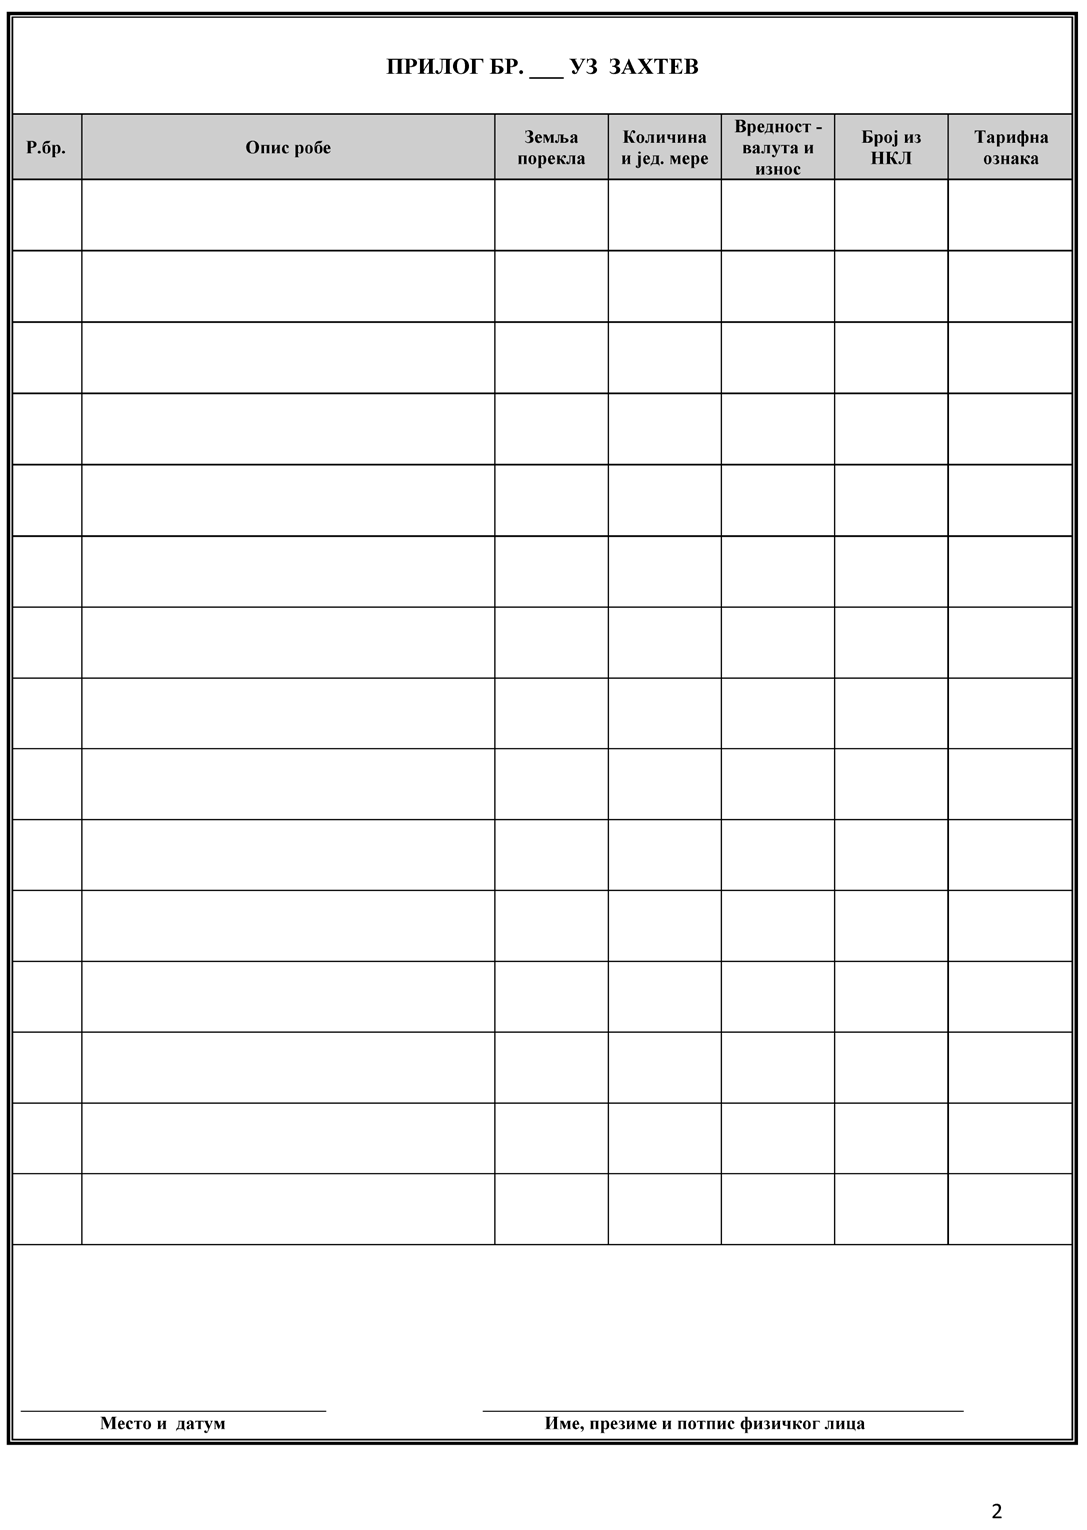 ПРИЛОГ БР. ___ УЗ  ЗАХТЕВ
Р.бр.
Опис робе
Земља
порекла
Количина
и јед. мере
Вредност -
валута и
износ
Број из
НКЛ
Тарифна
ознака
Место и  датум
Име, презиме и потпис физичког лица
2